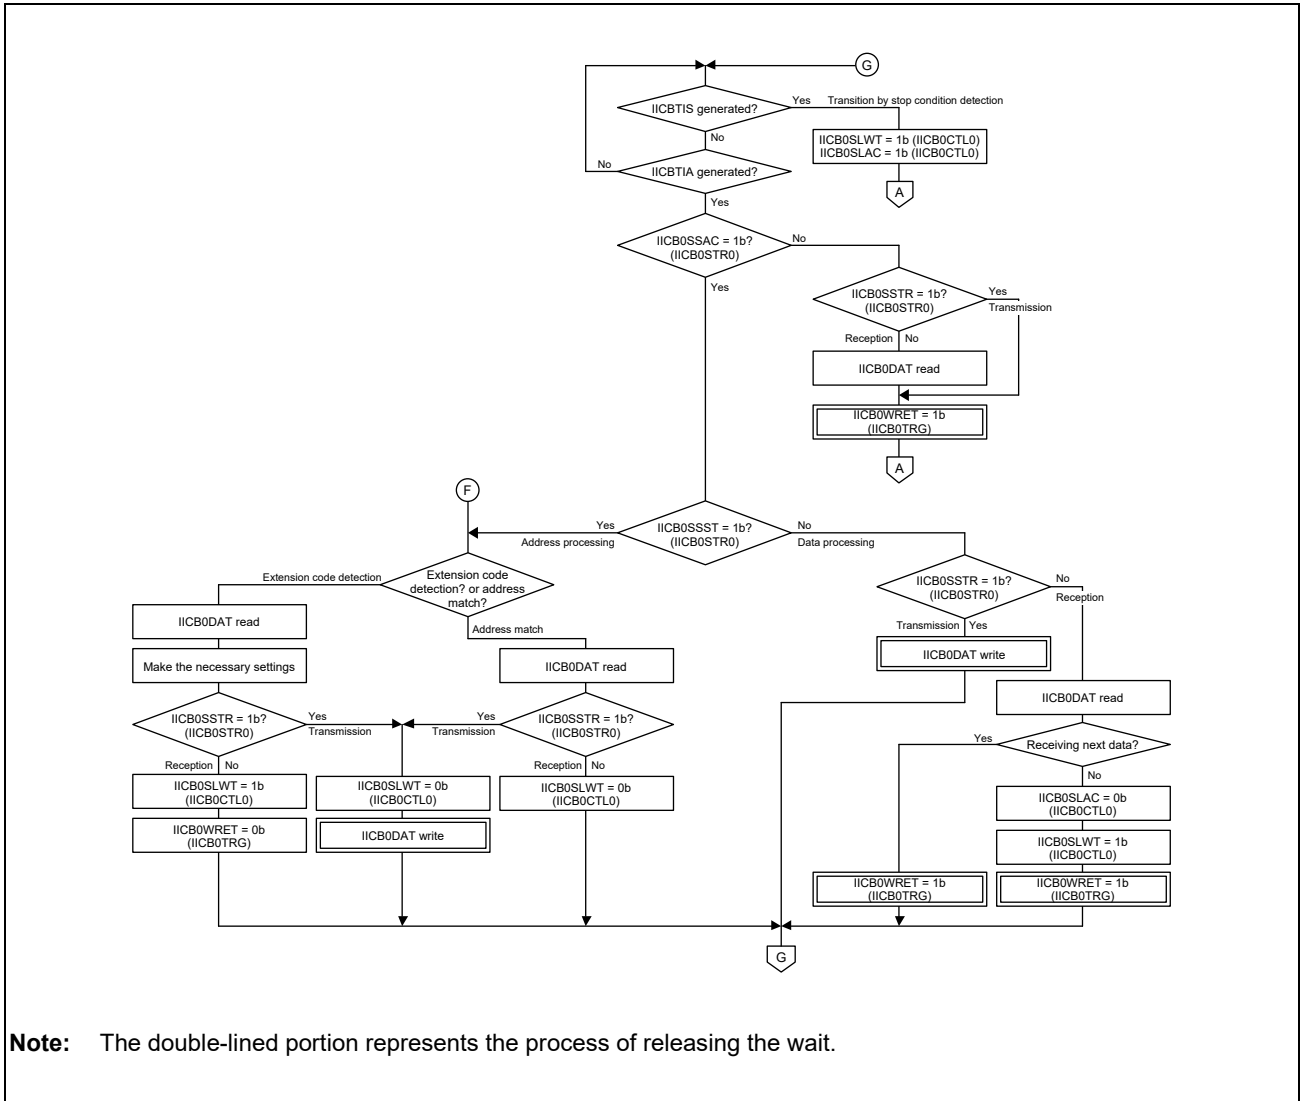 G
IICBTIS generated?
Yes
Transition by stop condition detection
No
IICB0SLWT = 1b (IICB0CTL0)
IICB0SLAC = 1b (IICB0CTL0)
No
IICBTIA generated?
A
Yes
IICB0SSAC = 1b?
(IICB0STR0)
No
Yes
IICB0SSTR = 1b?
(IICB0STR0)
Yes
Transmission
Reception
No
IICB0DAT read
IICB0WRET = 1b
(IICB0TRG)
A
F
IICB0SSST = 1b?
(IICB0STR0)
Yes
Address processing
No
Data processing
Extension code detection
Extension code
detection? or address
match?
IICB0SSTR = 1b?
(IICB0STR0)
No
Reception
IICB0DAT read
Address match
Transmission
Yes
IICB0DAT write
Make the necessary settings
IICB0DAT read
IICB0DAT read
IICB0SSTR = 1b?
(IICB0STR0)
Yes
Transmission
Yes
Transmission
IICB0SSTR = 1b?
(IICB0STR0)
Yes
Receiving next data?
Reception
No
Reception
No
No
IICB0SLWT = 1b
(IICB0CTL0)
IICB0SLWT = 0b
(IICB0CTL0)
IICB0SLWT = 0b
(IICB0CTL0)
IICB0SLAC = 0b
(IICB0CTL0)
IICB0WRET = 0b
(IICB0TRG)
IICB0DAT write
IICB0SLWT = 1b
(IICB0CTL0)
IICB0WRET = 1b
(IICB0TRG)
IICB0WRET = 1b
(IICB0TRG)
G
Note: The double-lined portion represents the process of releasing the wait.